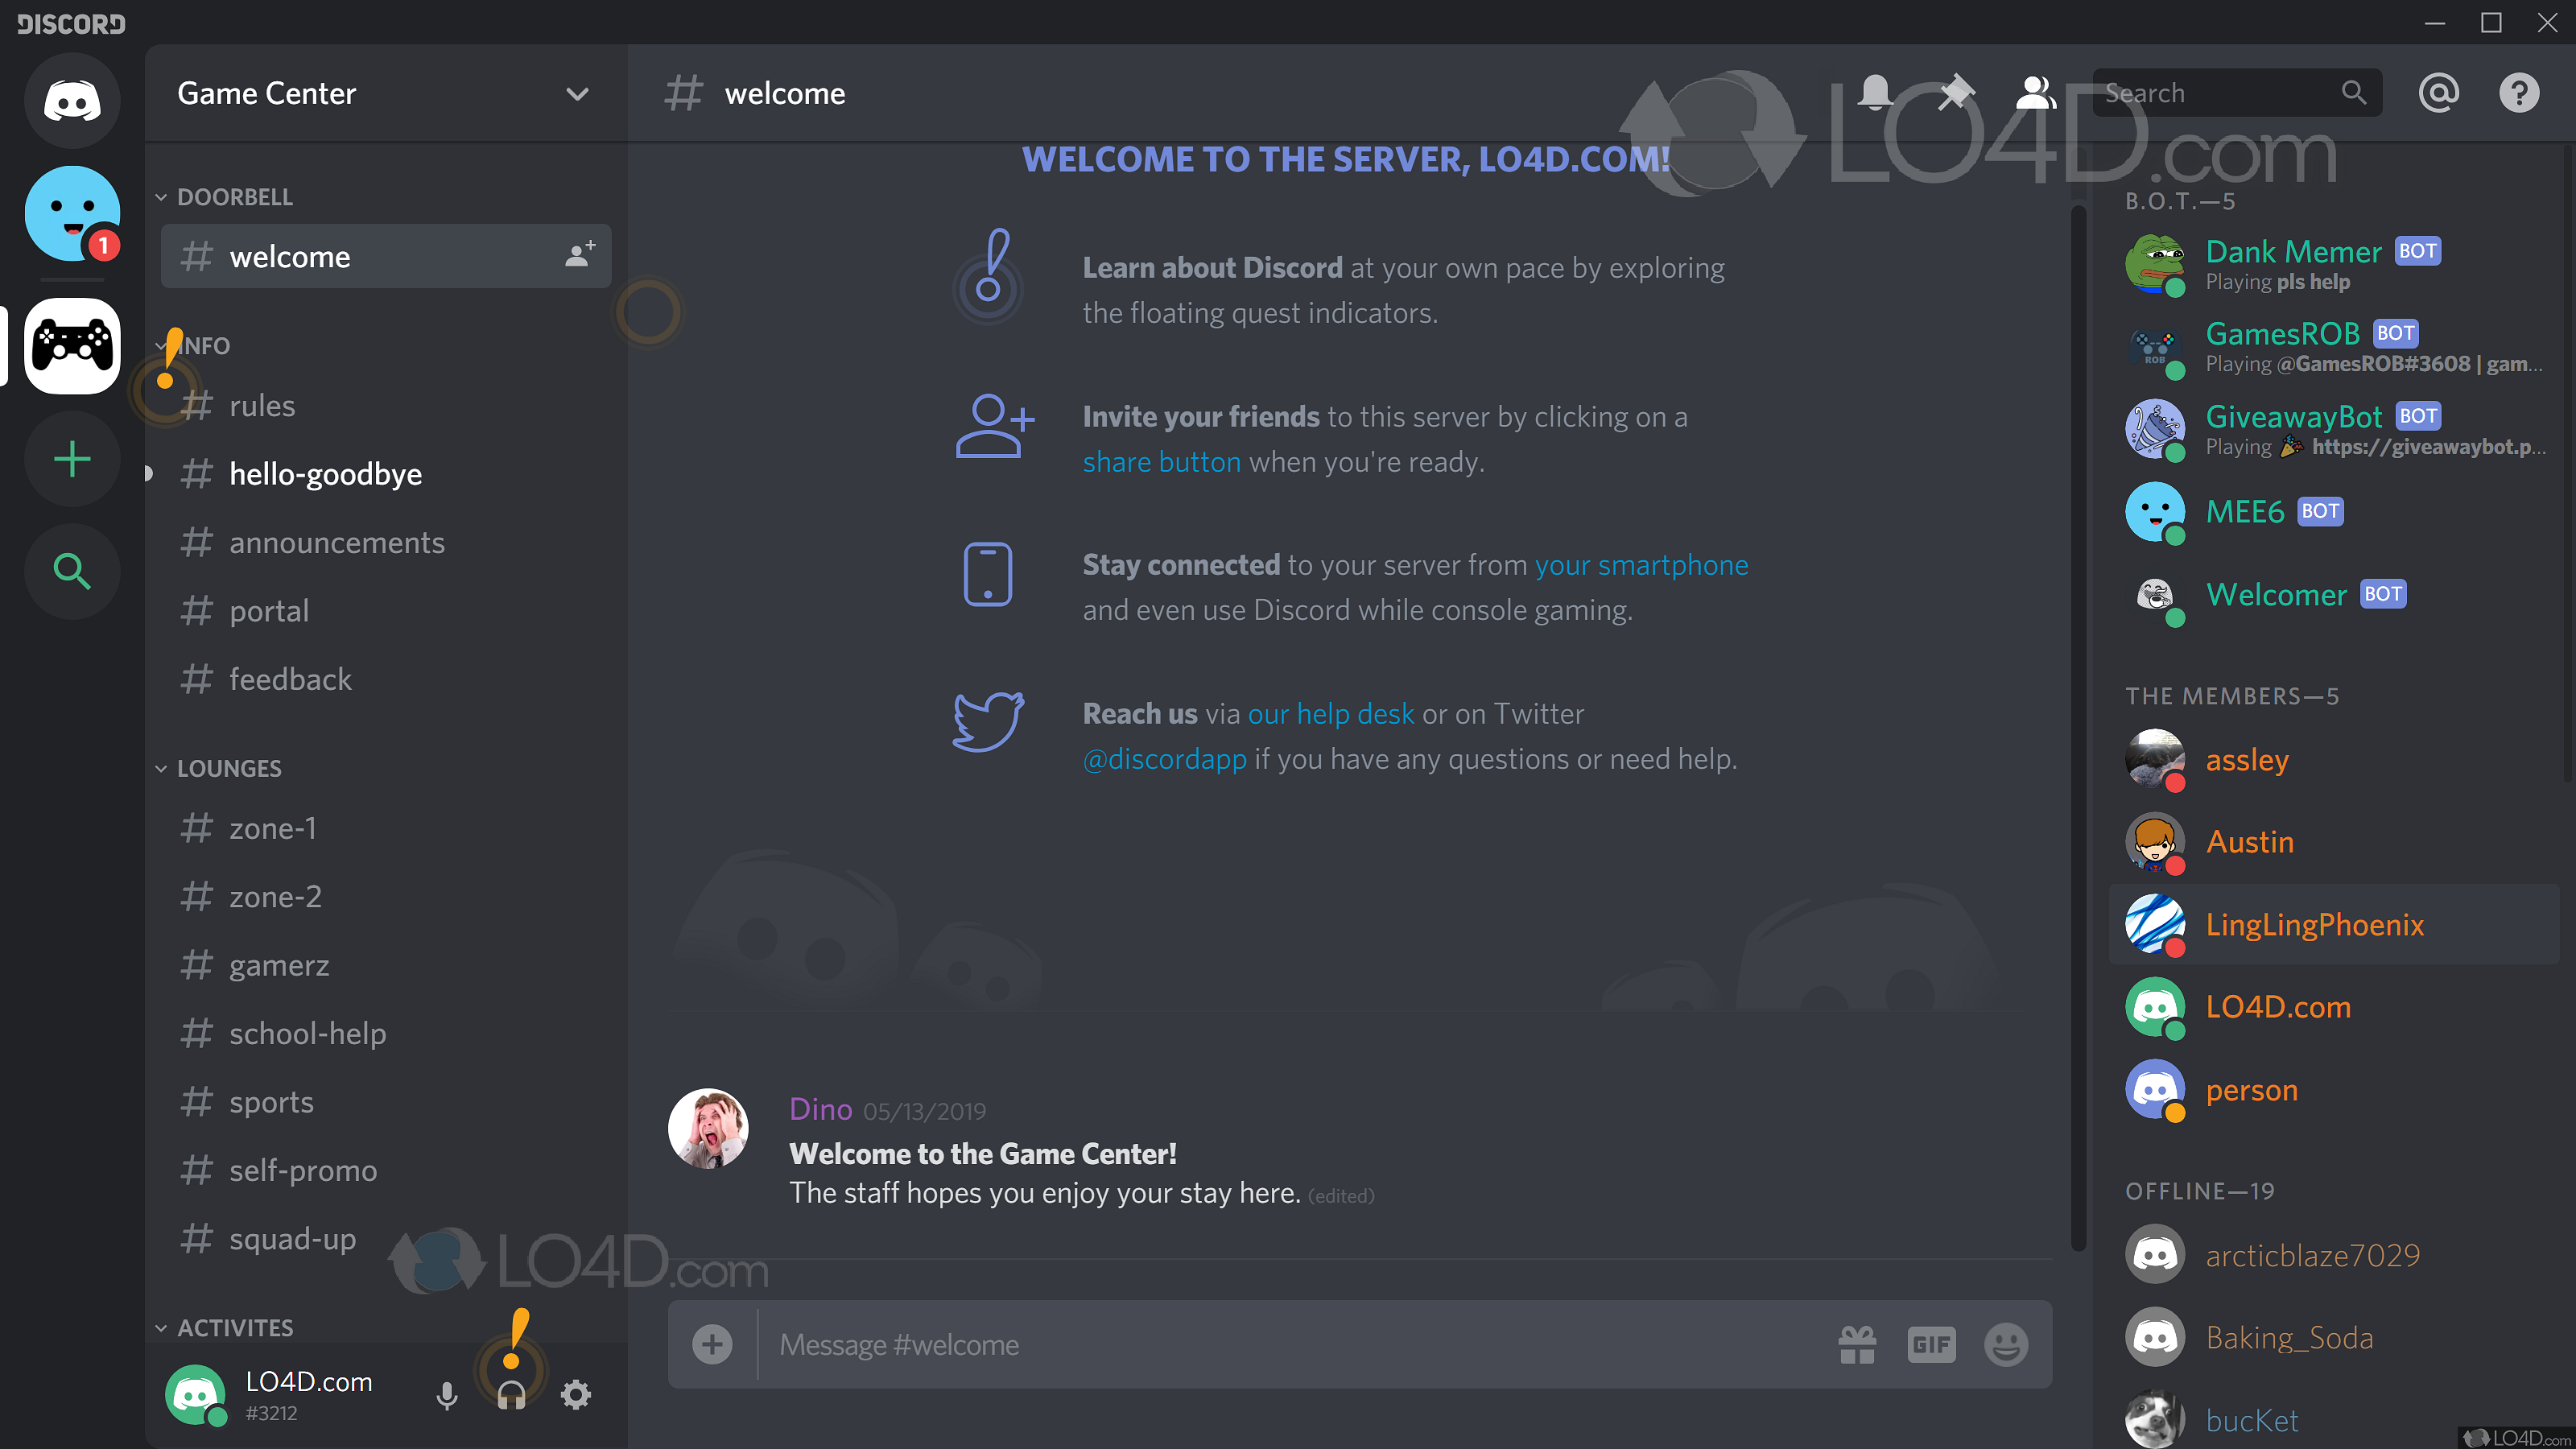 DISCORD
1
Game Center
DOORBELL
welcome
INFO
rules
hello-goodbye
announcements
portal
feedback
LOUNGES
zone-1
zone-2
gamerz
school-help
sports
self-promo
squad-up
ACTIVITES
LO4D.com
#3212
# welcome
Search
LO4D.com
WELCOME TO THE SERVER, LO4D.COM!
Learn about Discord at your own pace by exploring
the floating quest indicators.
Invite your friends to this server by clicking on a
share button when you're ready.
Stay connected to your server from your smartphone
and even use Discord while console gaming.
Reach us via our help desk or on Twitter
@discordapp if you have any questions or need help.
Dino 05/13/2019
Welcome to the Game Center!
The staff hopes you enjoy your stay here. (edited)
LO4D.com
Message #welcome
GIF
B.O.T.—5
Dank Memer BOT
Playing pls help
ROB
GamesROB BOT
Playing @GamesROB#3608 | gam...
GiveawayBot BOT
Playing 🎉 https://giveawaybot.p...
MEE6 BOT
Welcomer BOT
THE MEMBERS—5
assley
Austin
LingLingPhoenix
LO4D.com
person
OFFLINE—19
arcticblaze7029
Baking_Soda
bucKet
LO4D.com